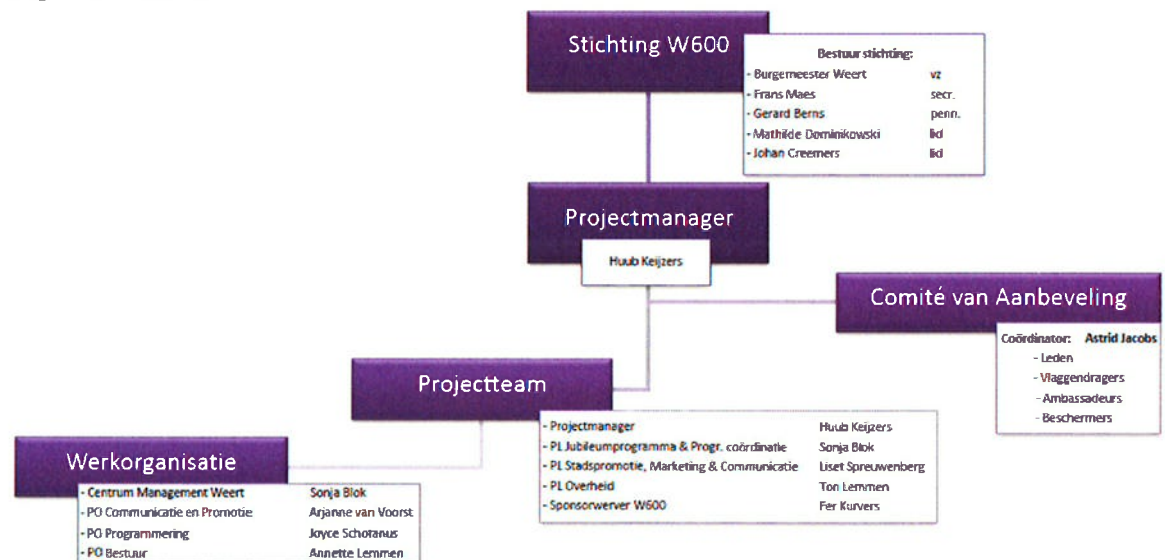 Stichting W600
Bestuur stichting:
- Burgemeester Weert vz
- Frans Maes secr.
- Gerard Berns penn.
- Mathilde Dominikowski lid
- Johan Creemers lid
Projectmanager
Huub Keijzers
Comité van Aanbeveling
Coördinator: Astrid Jacobs
- Leden
- Vlaggendragers
- Ambassadeurs
- Beschermers
Projectteam
- Projectmanager Huub Keijzers
- PL Jubileumprogramma & Progr. coördinatie Sonja Blok
- PL Stadspromotie, Marketing & Communicatie Liset Spreuwenberg
- PL Overheid Ton Lemmen
- Sponsorwerver W600 Fer Kurvers
Werkorganisatie
- Centrum Management Weert Sonja Blok
- PO Communicatie en Promotie Arjanne van Voorst
- PO Programmering Joyce Schotanus
- PO Bestuur Annette Lemmen